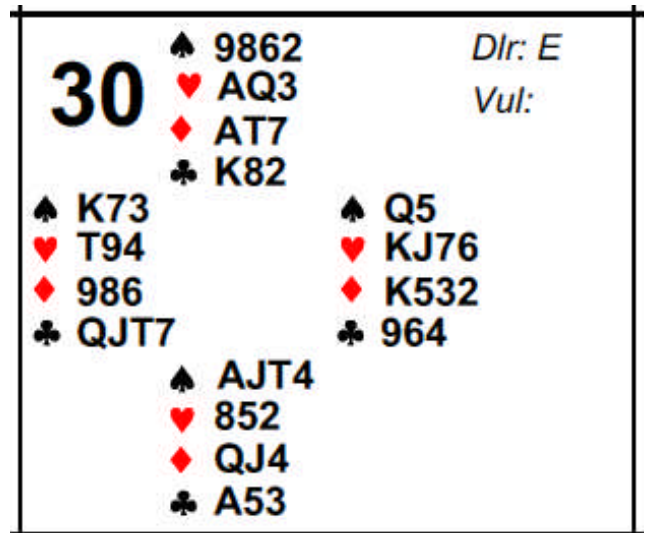 30
♠ 9862
♥ AQ3
♦ AT7
♣ K82
Dlr: E
Vul:
♠ K73
♥ T94
♦ 986
♣ QJT7
♠ Q5
♥ KJ76
♦ K532
♣ 964
♠ AJT4
♥ 852
♦ QJ4
♣ A53